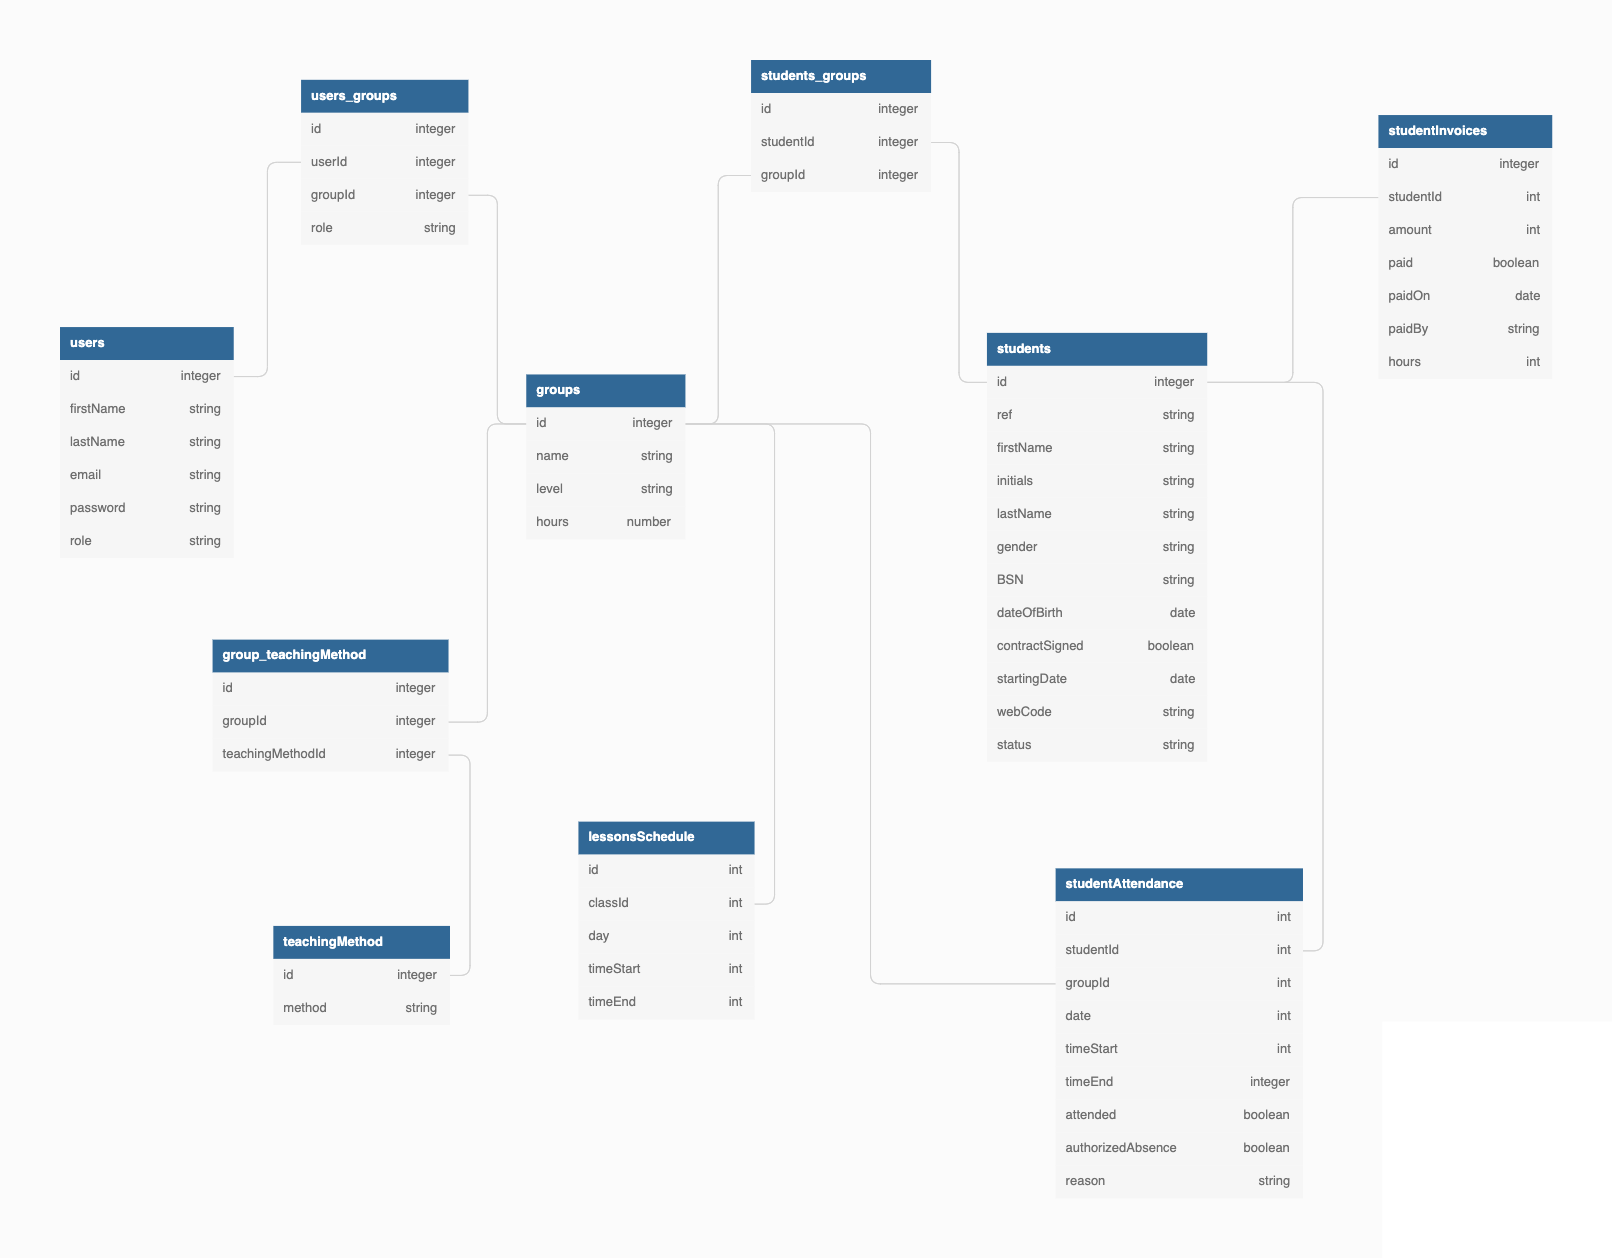 users_groups
id integer
userId integer
groupId integer
role string
students_groups
id integer
studentId integer
groupId integer
studentInvoices
id integer
studentId int
amount int
paid boolean
paidOn date
paidBy string
hours int
users
id integer
firstName string
lastName string
email string
password string
role string
groups
id integer
name string
level string
hours number
students
id integer
ref string
firstName string
initials string
lastName string
gender string
BSN string
dateOfBirth date
contractSigned boolean
startingDate date
webCode string
status string
group_teachingMethod
id integer
groupId integer
teachingMethodId integer
lessonsSchedule
id int
classId int
day int
timeStart int
timeEnd int
teachingMethod
id integer
method string
studentAttendance
id int
studentId int
groupId int
date int
timeStart int
timeEnd integer
attended boolean
authorizedAbsence boolean
reason string